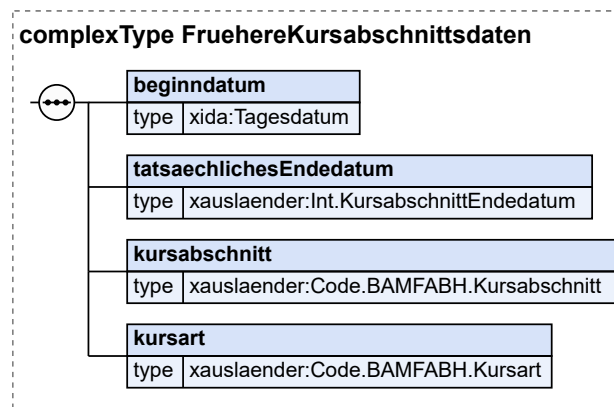 complexType FruehereKursabschnittsdaten
beginndatum
type xida:Tagesdatum
tatsaechlichesEndedatum
type xauslaender:Int.KursabschnittEndedatum
kursabschnitt
type xauslaender:Code.BAMFABH.Kursabschnitt
kursart
type xauslaender:Code.BAMFABH.Kursart